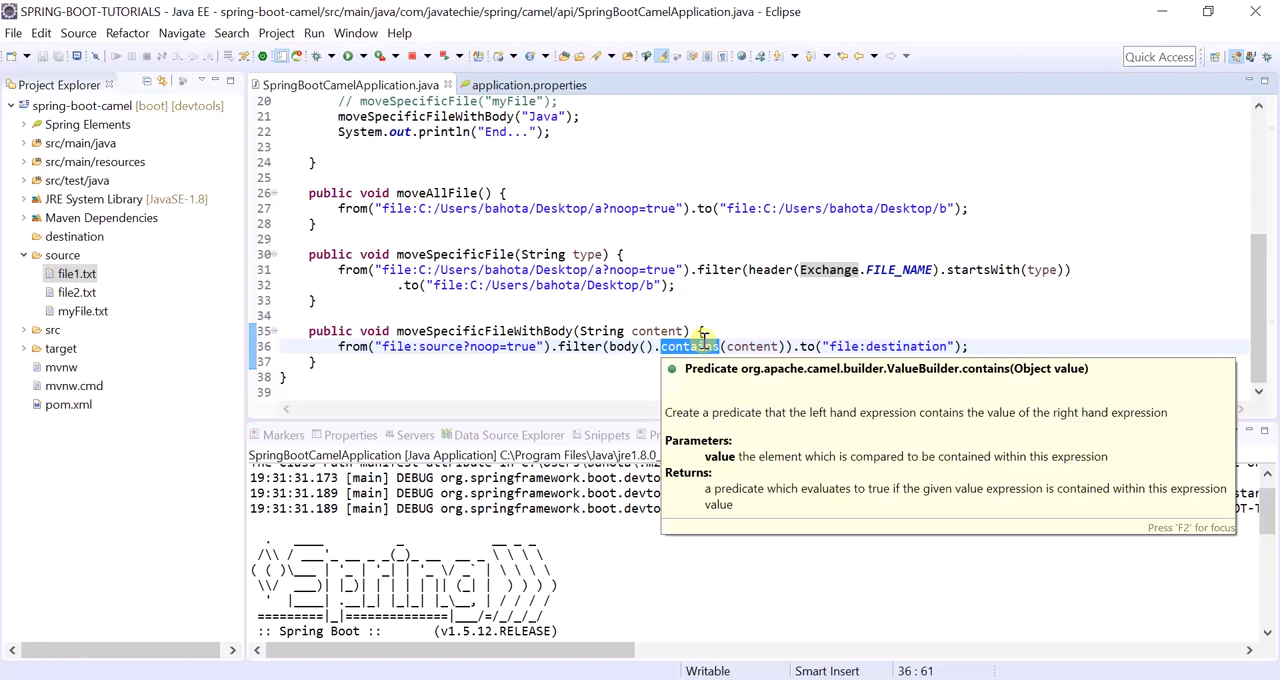 SPRING-BOOT-TUTORIALS - Java EE - spring-boot-camel/src/main/java/com/javatechie/spring/camel/api/SpringBootCamelApplication.java - Eclipse
File Edit Source Refactor Navigate Search Project Run Window Help
Quick Access
Project Explorer
spring-boot-camel [boot] [devtools]
Spring Elements
src/main/java
src/main/resources
src/test/java
JRE System Library [JavaSE-1.8]
Maven Dependencies
destination
source
file1.txt
file2.txt
myFile.txt
src
target
mvnw
mvnw.cmd
pom.xml
SpringBootCamelApplication.java application.properties
20 // moveSpecificFile("myFile");
21 moveSpecificFileWithBody("Java");
22 System.out.println("End...");
23
24 }
25
26 public void moveAllFile() {
27 from("file:C:/Users/bahota/Desktop/a?noop=true").to("file:C:/Users/bahota/Desktop/b");
28 }
29
30 public void moveSpecificFile(String type) {
31 from("file:C:/Users/bahota/Desktop/a?noop=true").filter(header(Exchange.FILE_NAME).startsWith(type))
32 .to("file:C:/Users/bahota/Desktop/b");
33 }
34
35 public void moveSpecificFileWithBody(String content) {
36 from("file:source?noop=true").filter(body().contains(content)).to("file:destination");
37 }
38 }
39
Predicate org.apache.camel.builder.ValueBuilder.contains(Object value)
Create a predicate that the left hand expression contains the value of the right hand expression
Parameters:
value the element which is compared to be contained within this expression
Returns:
a predicate which evaluates to true if the given value expression is contained within this expression
value
Press 'F2' for focus
Markers Properties Servers Data Source Explorer Snippets
SpringBootCamelApplication [Java Application] C:\Program Files\Java\jre1.8.0_
19:31:31.173 [main] DEBUG org.springframework.boot.devto
19:31:31.189 [main] DEBUG org.springframework.boot.devto
19:31:31.189 [main] DEBUG org.springframework.boot.devto
:: Spring Boot :: (v1.5.12.RELEASE)
Writable Smart Insert 36 : 61